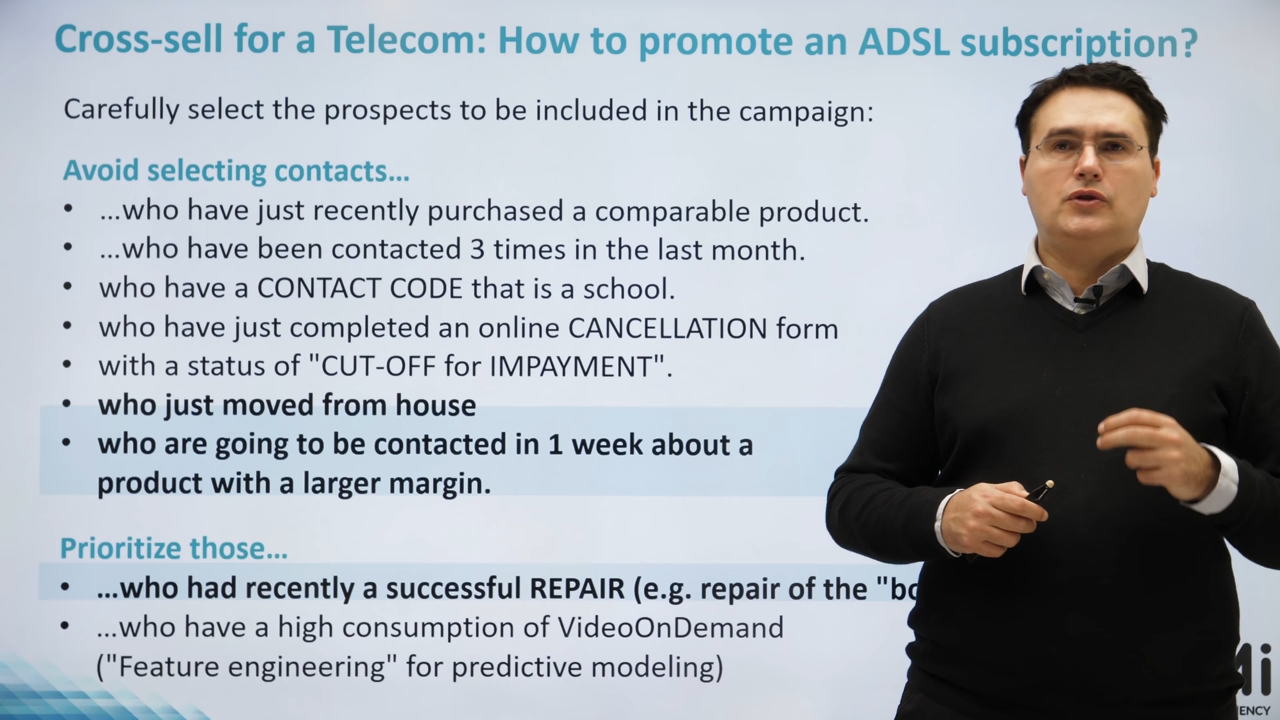 Cross-sell for a Telecom: How to promote an ADSL subscription?
Carefully select the prospects to be included in the campaign:
Avoid selecting contacts…
• …who have just recently purchased a comparable product.
• …who have been contacted 3 times in the last month.
• who have a CONTACT CODE that is a school.
• who have just completed an online CANCELLATION form
• with a status of "CUT-OFF for IMPAYMENT".
• who just moved from house
• who are going to be contacted in 1 week about a
product with a larger margin.
Prioritize those…
• …who had recently a successful REPAIR (e.g. repair of the
• …who have a high consumption of VideoOnDemand
("Feature engineering" for predictive modeling)